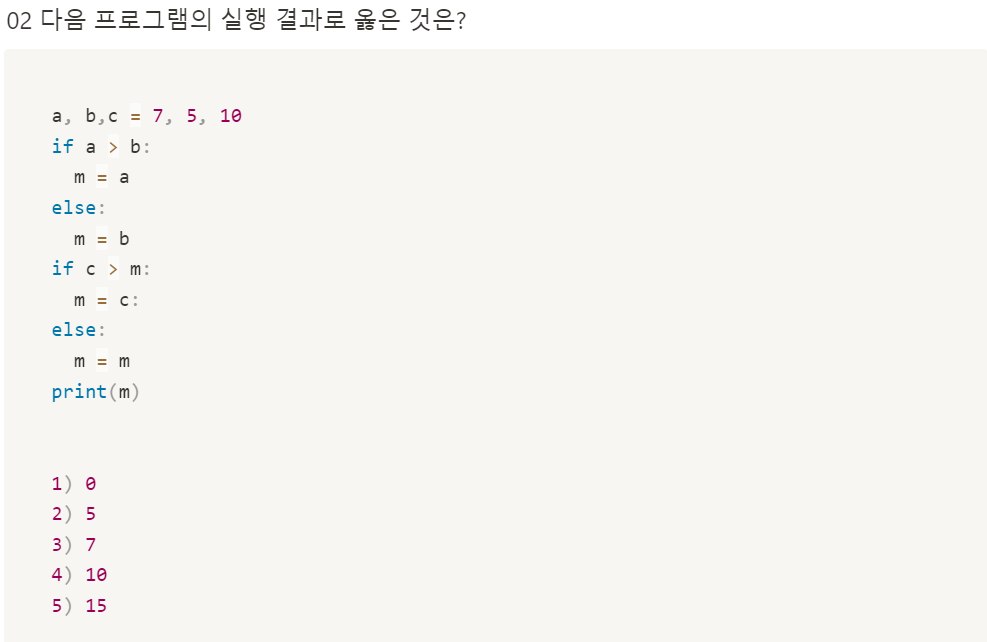 02 다음 프로그램의 실행 결과로 옳은 것은?
a, b,c = 7, 5, 10
if a > b:
  m = a
else:
  m = b
if c > m:
  m = c:
else:
  m = m
print(m)
1) 0
2) 5
3) 7
4) 10
5) 15